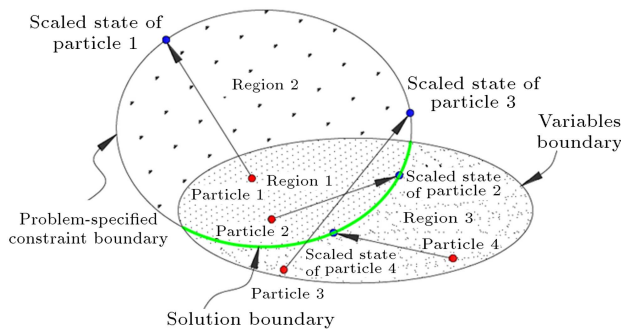 Scaled state of
particle 1
Region 2
Scaled state of
particle 3
Variables
boundary
Particle 1
Region 1
Scaled state
of particle 2
Particle 2
Region 3
Problem-specified
constraint boundary
Particle 4
Scaled state
of particle 4
Particle 3
Solution boundary